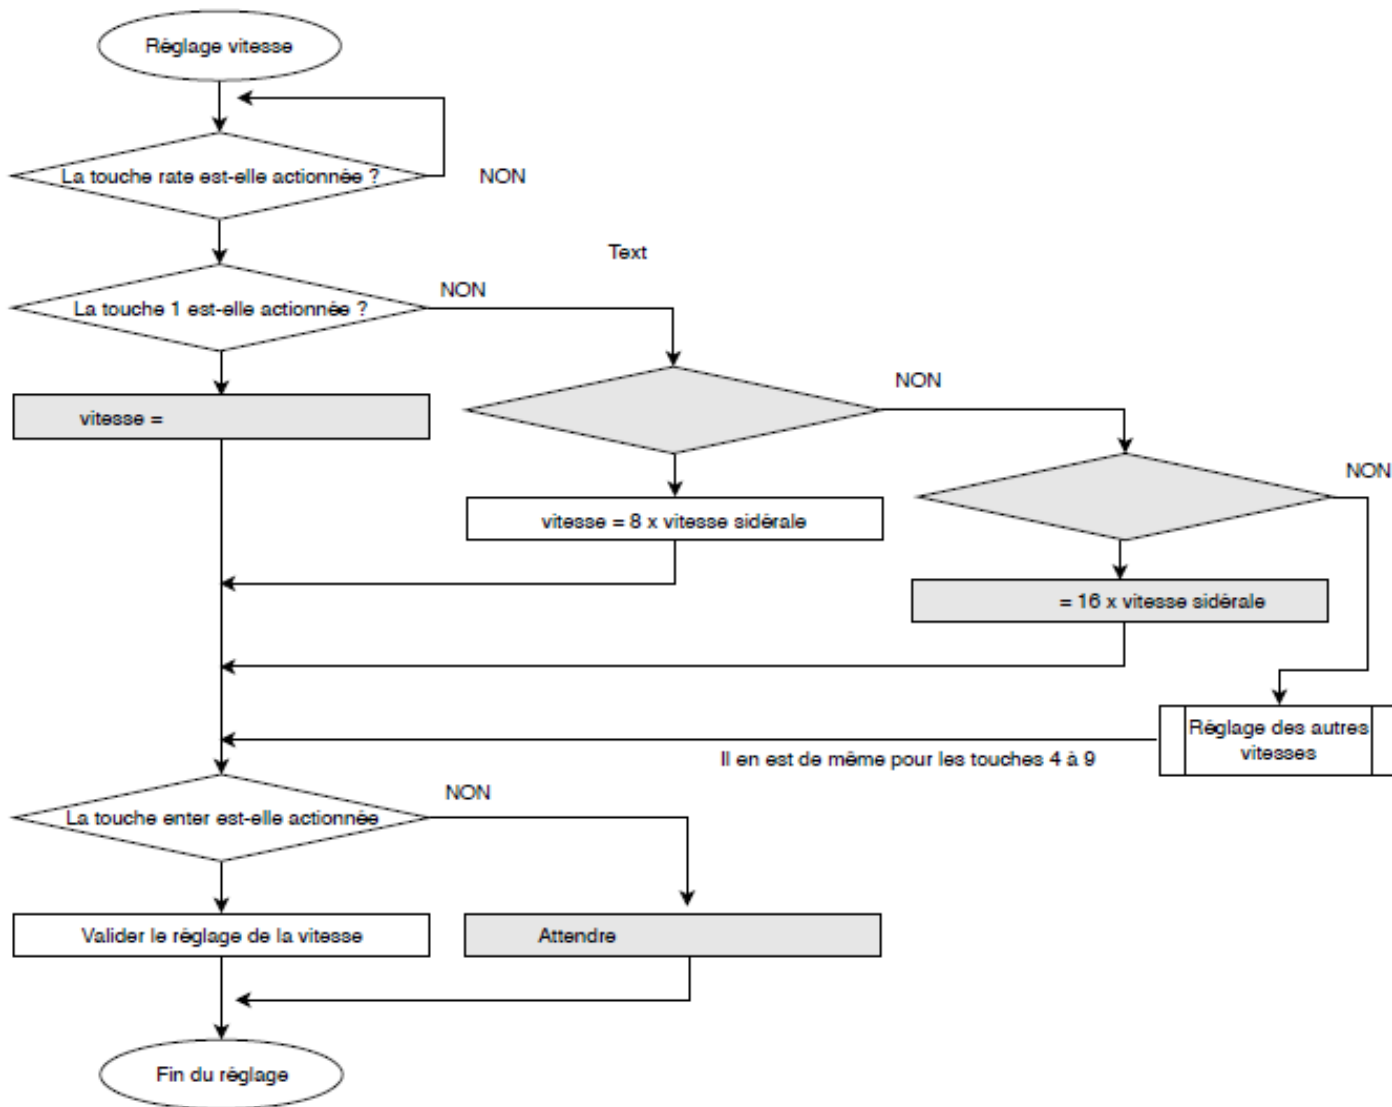 Réglage vitesse
La touche rate est-elle actionnée ?
NON
Text
La touche 1 est-elle actionnée ?
NON
NON
vitesse =
NON
vitesse = 8 x vitesse sidérale
= 16 x vitesse sidérale
Réglage des autres
vitesses
Il en est de même pour les touches 4 à 9
NON
La touche enter est-elle actionnée
Valider le réglage de la vitesse
Attendre
Fin du réglage